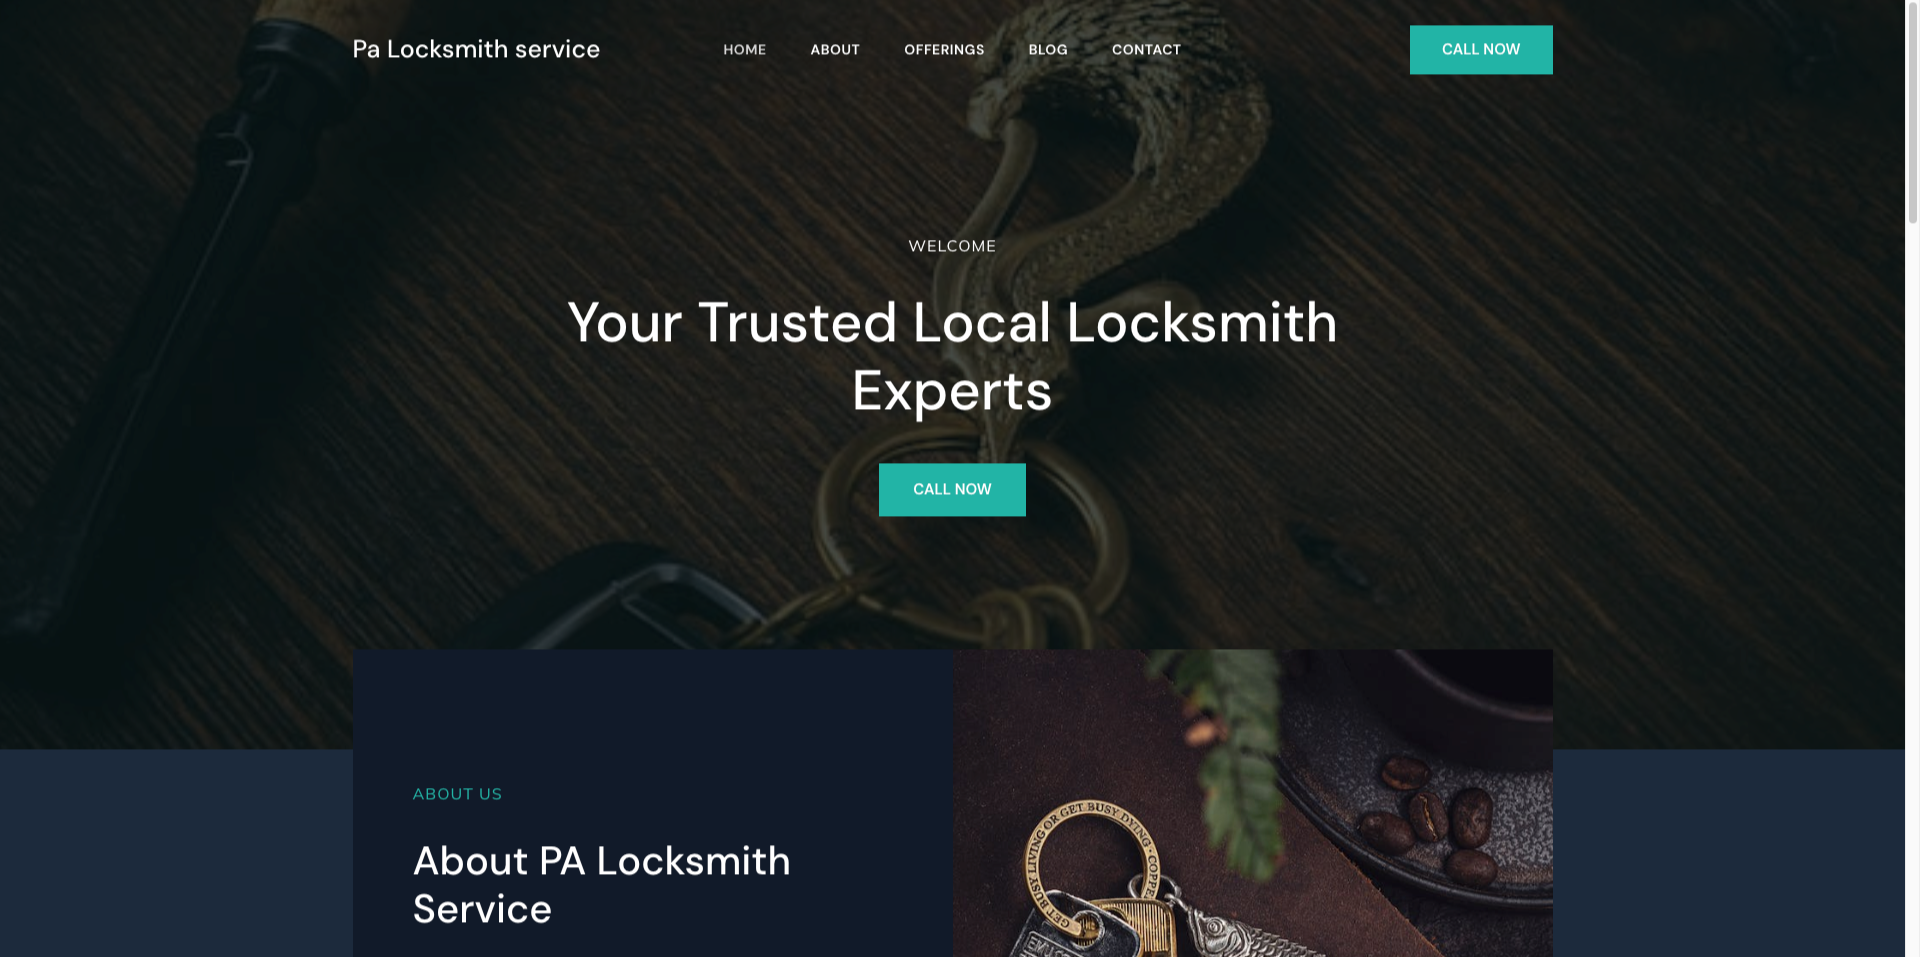 Pa Locksmith service
HOME
ABOUT
OFFERINGS
BLOG
CONTACT
CALL NOW
WELCOME
Your Trusted Local Locksmith
Experts
CALL NOW
ABOUT US
About PA Locksmith
Service
GET BUSY LIVING OR GET BUSY DYING